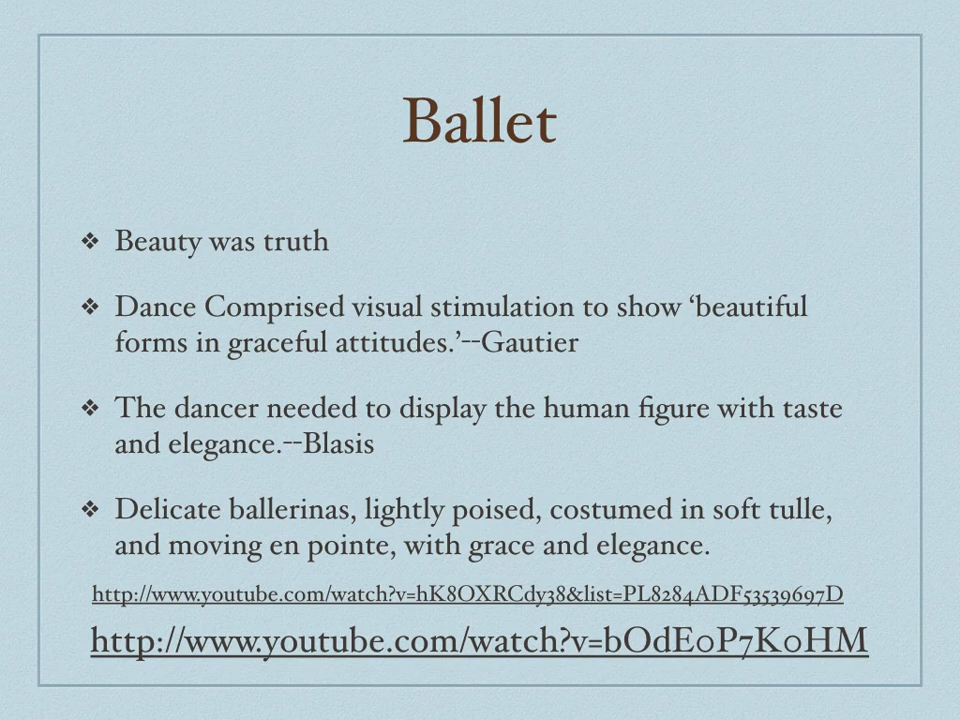 Ballet
❖ Beauty was truth
❖ Dance Comprised visual stimulation to show ‘beautiful
forms in graceful attitudes.’--Gautier
❖ The dancer needed to display the human figure with taste
and elegance.--Blasis
❖ Delicate ballerinas, lightly poised, costumed in soft tulle,
and moving en pointe, with grace and elegance.
http://www.youtube.com/watch?v=hK8OXRCdy38&list=PL8284ADF53539697D
http://www.youtube.com/watch?v=bOdE0P7K0HM